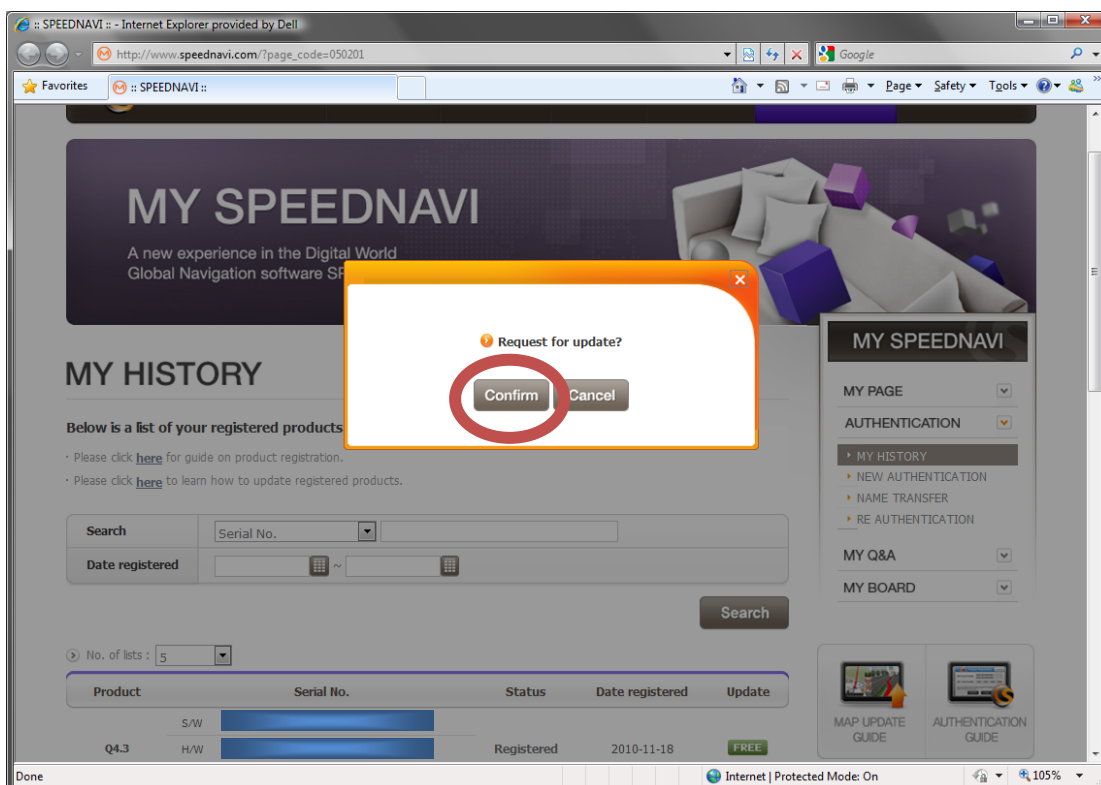 :: SPEEDNAVI :: - Internet Explorer provided by Dell
http://www.speednavi.com/?page_code=050201
Google
Favorites
:: SPEEDNAVI ::
Page
Safety
Tools
MY SPEEDNAVI
A new experience in the Digital World
Global Navigation software
Request for update?
Confirm
Cancel
MY HISTORY
Below is a list of your registered products
· Please click here for guide on product registration.
· Please click here to learn how to update registered products.
Search
Serial No.
Date registered
~
Search
No. of lists : 5
Product Serial No. Status Date registered Update
S/W
Q4.3 H/W Registered 2010-11-18 FREE
MY SPEEDNAVI
MY PAGE
AUTHENTICATION
MY HISTORY
NEW AUTHENTICATION
NAME TRANSFER
RE AUTHENTICATION
MY Q&A
MY BOARD
MAP UPDATE
GUIDE
AUTHENTICATION
GUIDE
Done
Internet | Protected Mode: On
105%